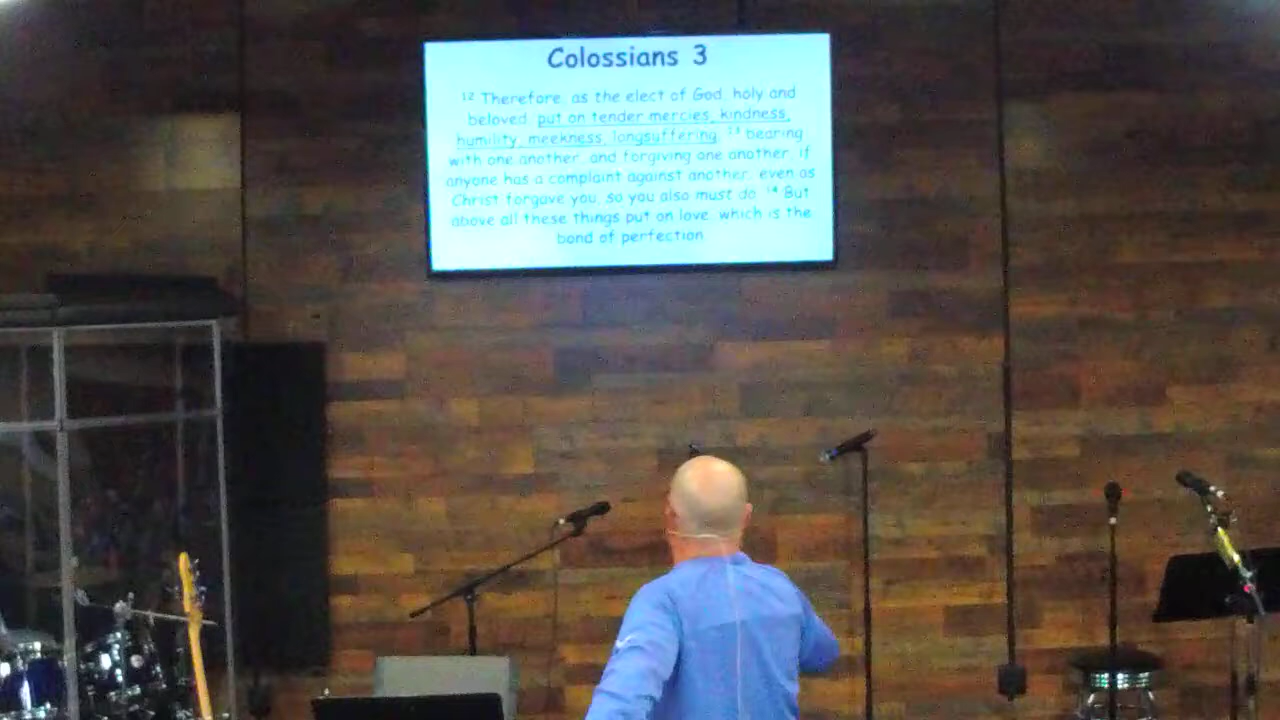 Colossians 3
12 Therefore, as the elect of God, holy and
beloved, put on tender mercies, kindness,
humility, meekness, longsuffering; 13 bearing
with one another, and forgiving one another, if
anyone has a complaint against another; even as
Christ forgave you, so you also must do. 14 But
above all these things put on love, which is the
bond of perfection.